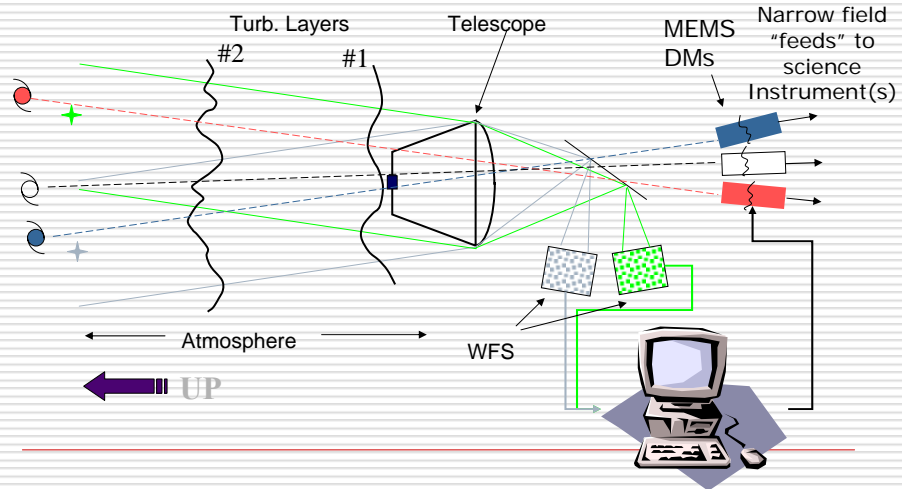 Turb. Layers
#2
#1
Telescope
MEMS
DMs
Narrow field
“feeds” to
science
Instrument(s)
Atmosphere
WFS
UP